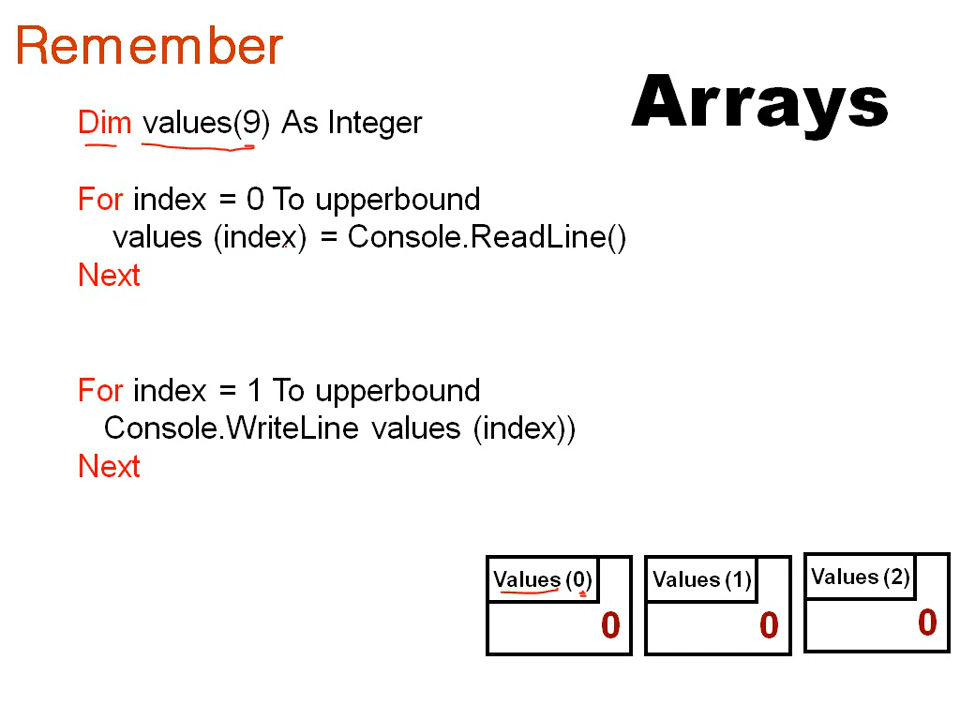 Remember
Arrays
Dim values(9) As Integer
For index = 0 To upperbound
values (index) = Console.ReadLine()
Next
For index = 1 To upperbound
Console.WriteLine values (index))
Next
Values (0)
0
Values (1)
0
Values (2)
0